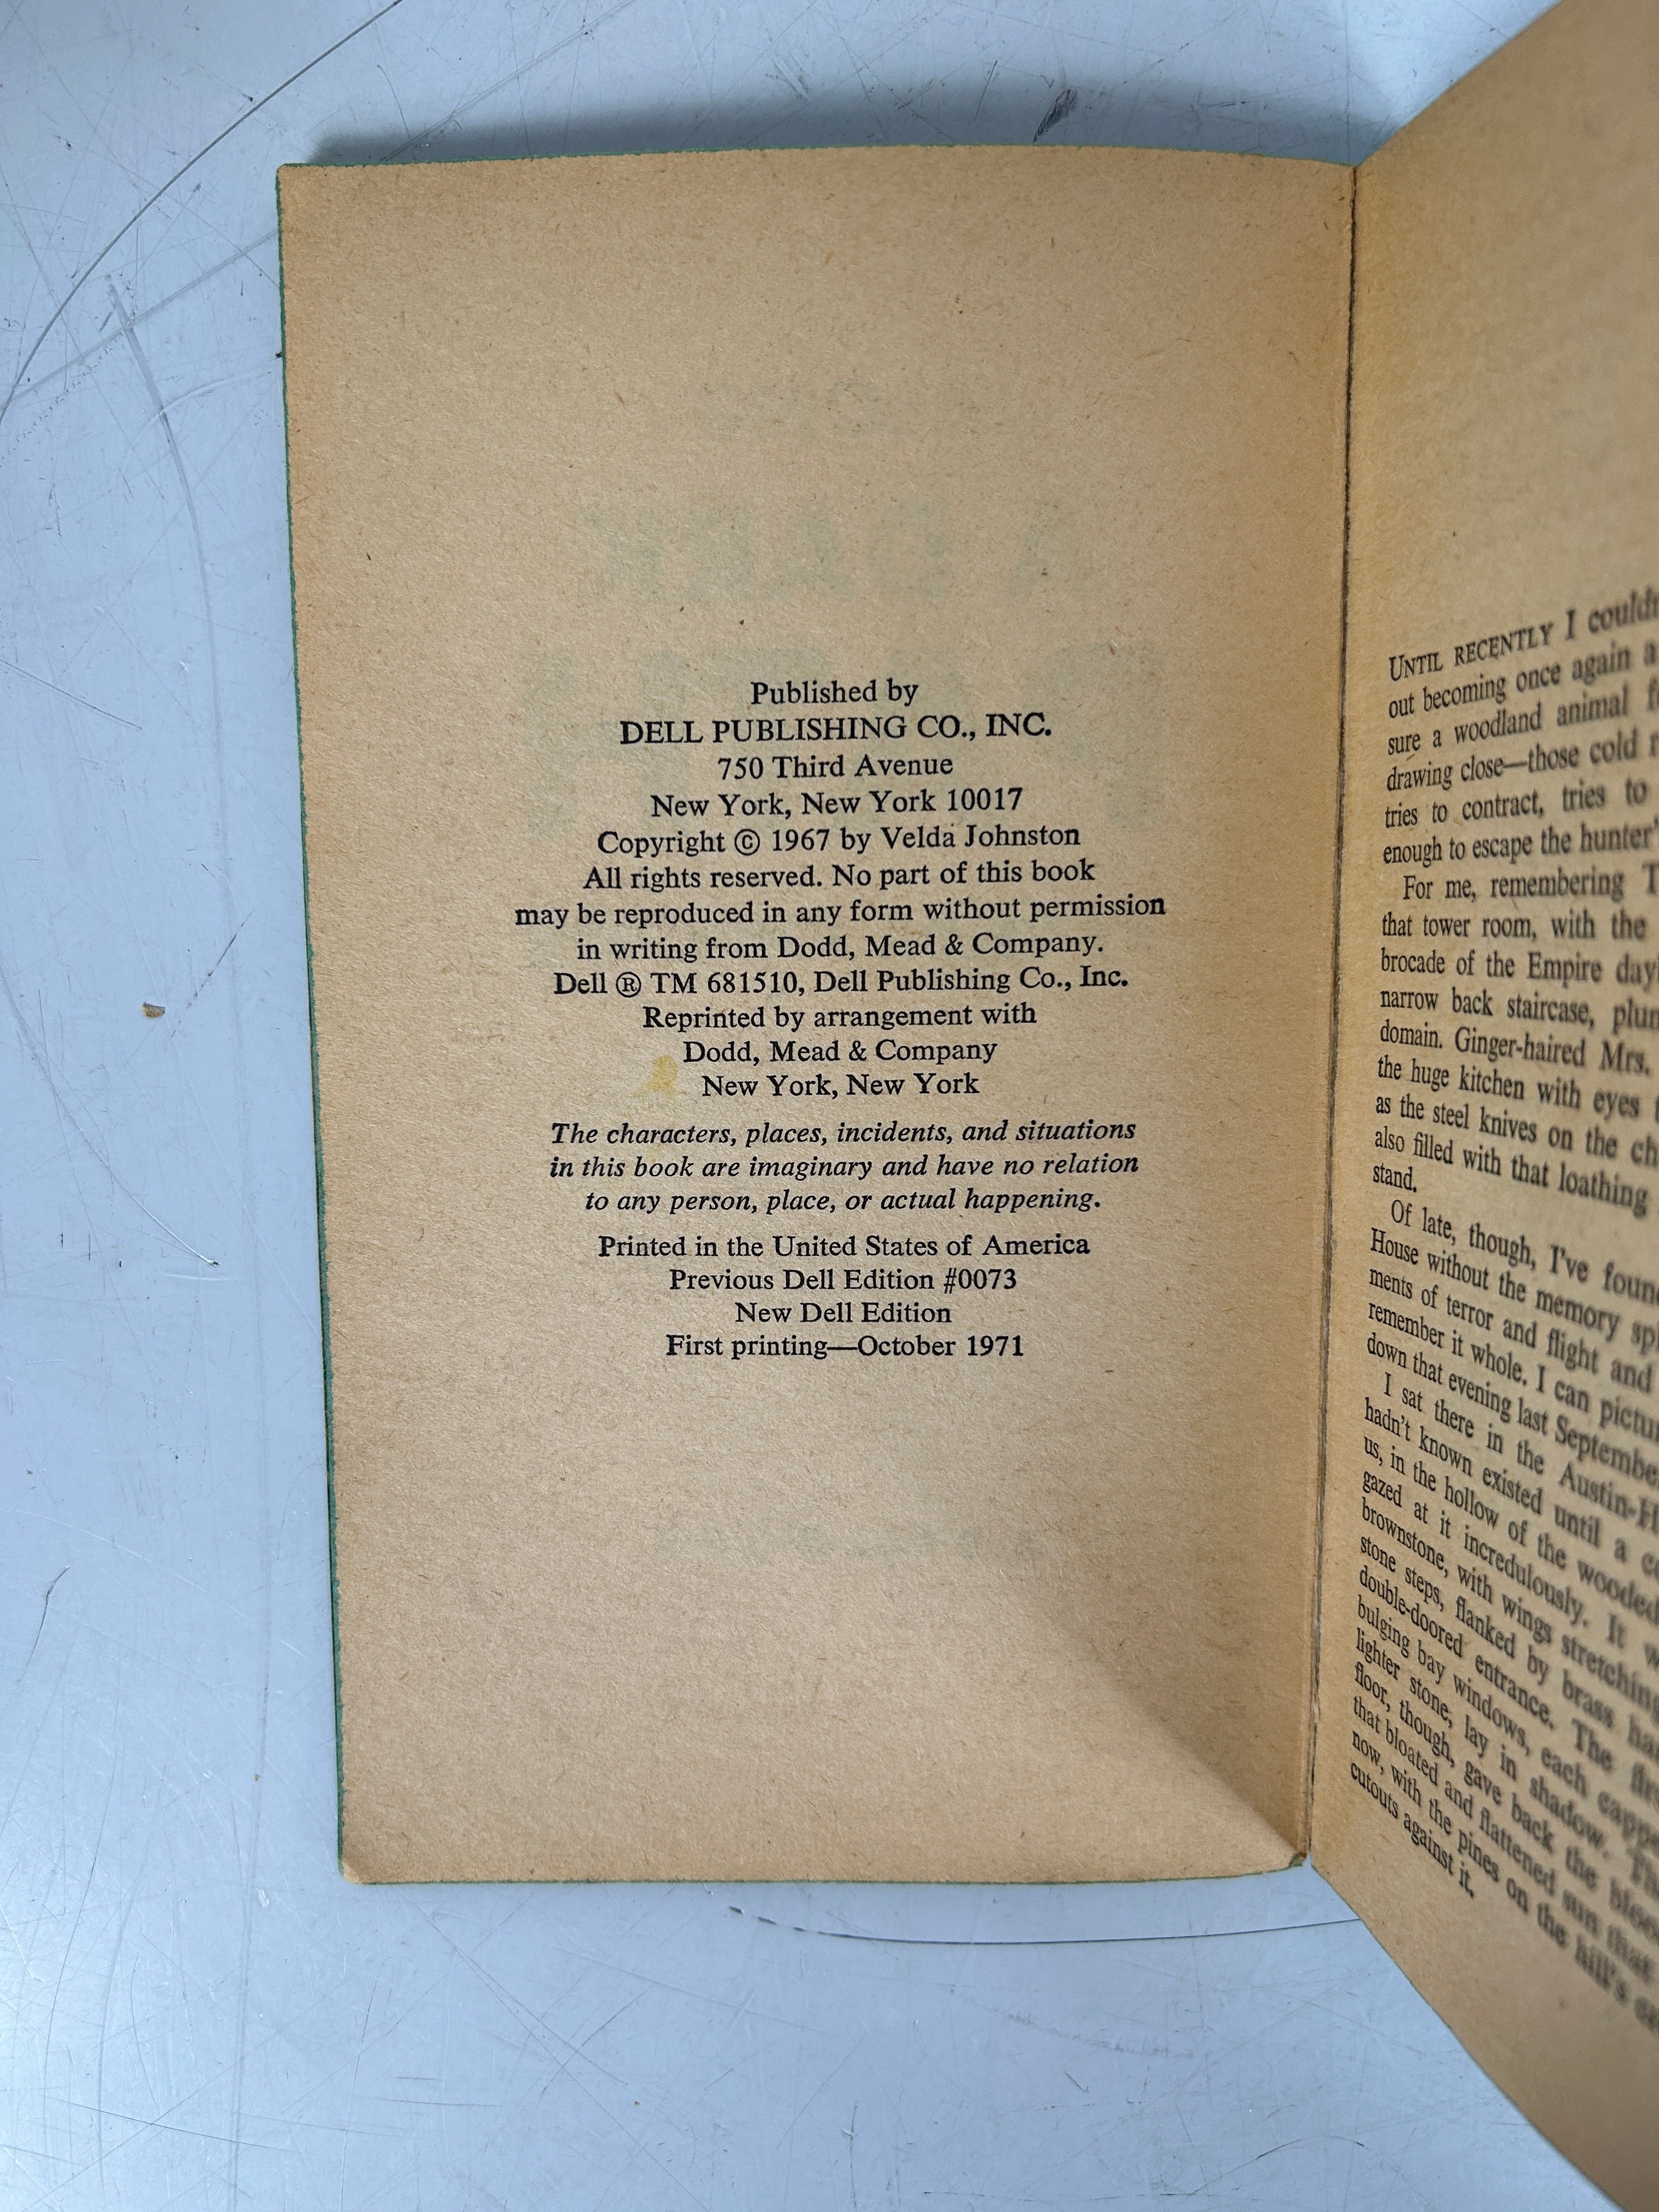 Published by
DELL PUBLISHING CO., INC.
750 Third Avenue
New York, New York 10017
Copyright © 1967 by Velda Johnston
All rights reserved. No part of this book
may be reproduced in any form without permission
in writing from Dodd, Mead & Company.
Dell ® TM 681510, Dell Publishing Co., Inc.
Reprinted by arrangement with
Dodd, Mead & Company
New York, New York
The characters, places, incidents, and situations
in this book are imaginary and have no relation
to any person, place, or actual happening.
Printed in the United States of America
Previous Dell Edition #0073
New Dell Edition
First printing—October 1971
UNTIL RECENTLY I
out becoming once again a
sure a woodland animal
drawing close—those cold
tries to contract, tries to
enough to escape the hunter'
For me, remembering
that tower room, with the
brocade of the Empire
narrow back staircase,
domain. Ginger-haired Mrs.
the huge kitchen with eyes
as the steel knives on the
also filled with that loathing
stand.
Of late, though, I've
House without the memory
ments of terror and flight and
remember it whole. I can
down that evening last
I sat there in the
hadn't known existed until a
us, in the hollow of the
gazed at it incredulously. It
brownstone, with wings
stone steps, flanked by brass
double-doored entrance. The
bulging bay windows, each
lighter stone, lay in shadow.
floor, though, gave back the
that bloated and flattened sun that
now, with the pines on the hill's
cutouts against it.